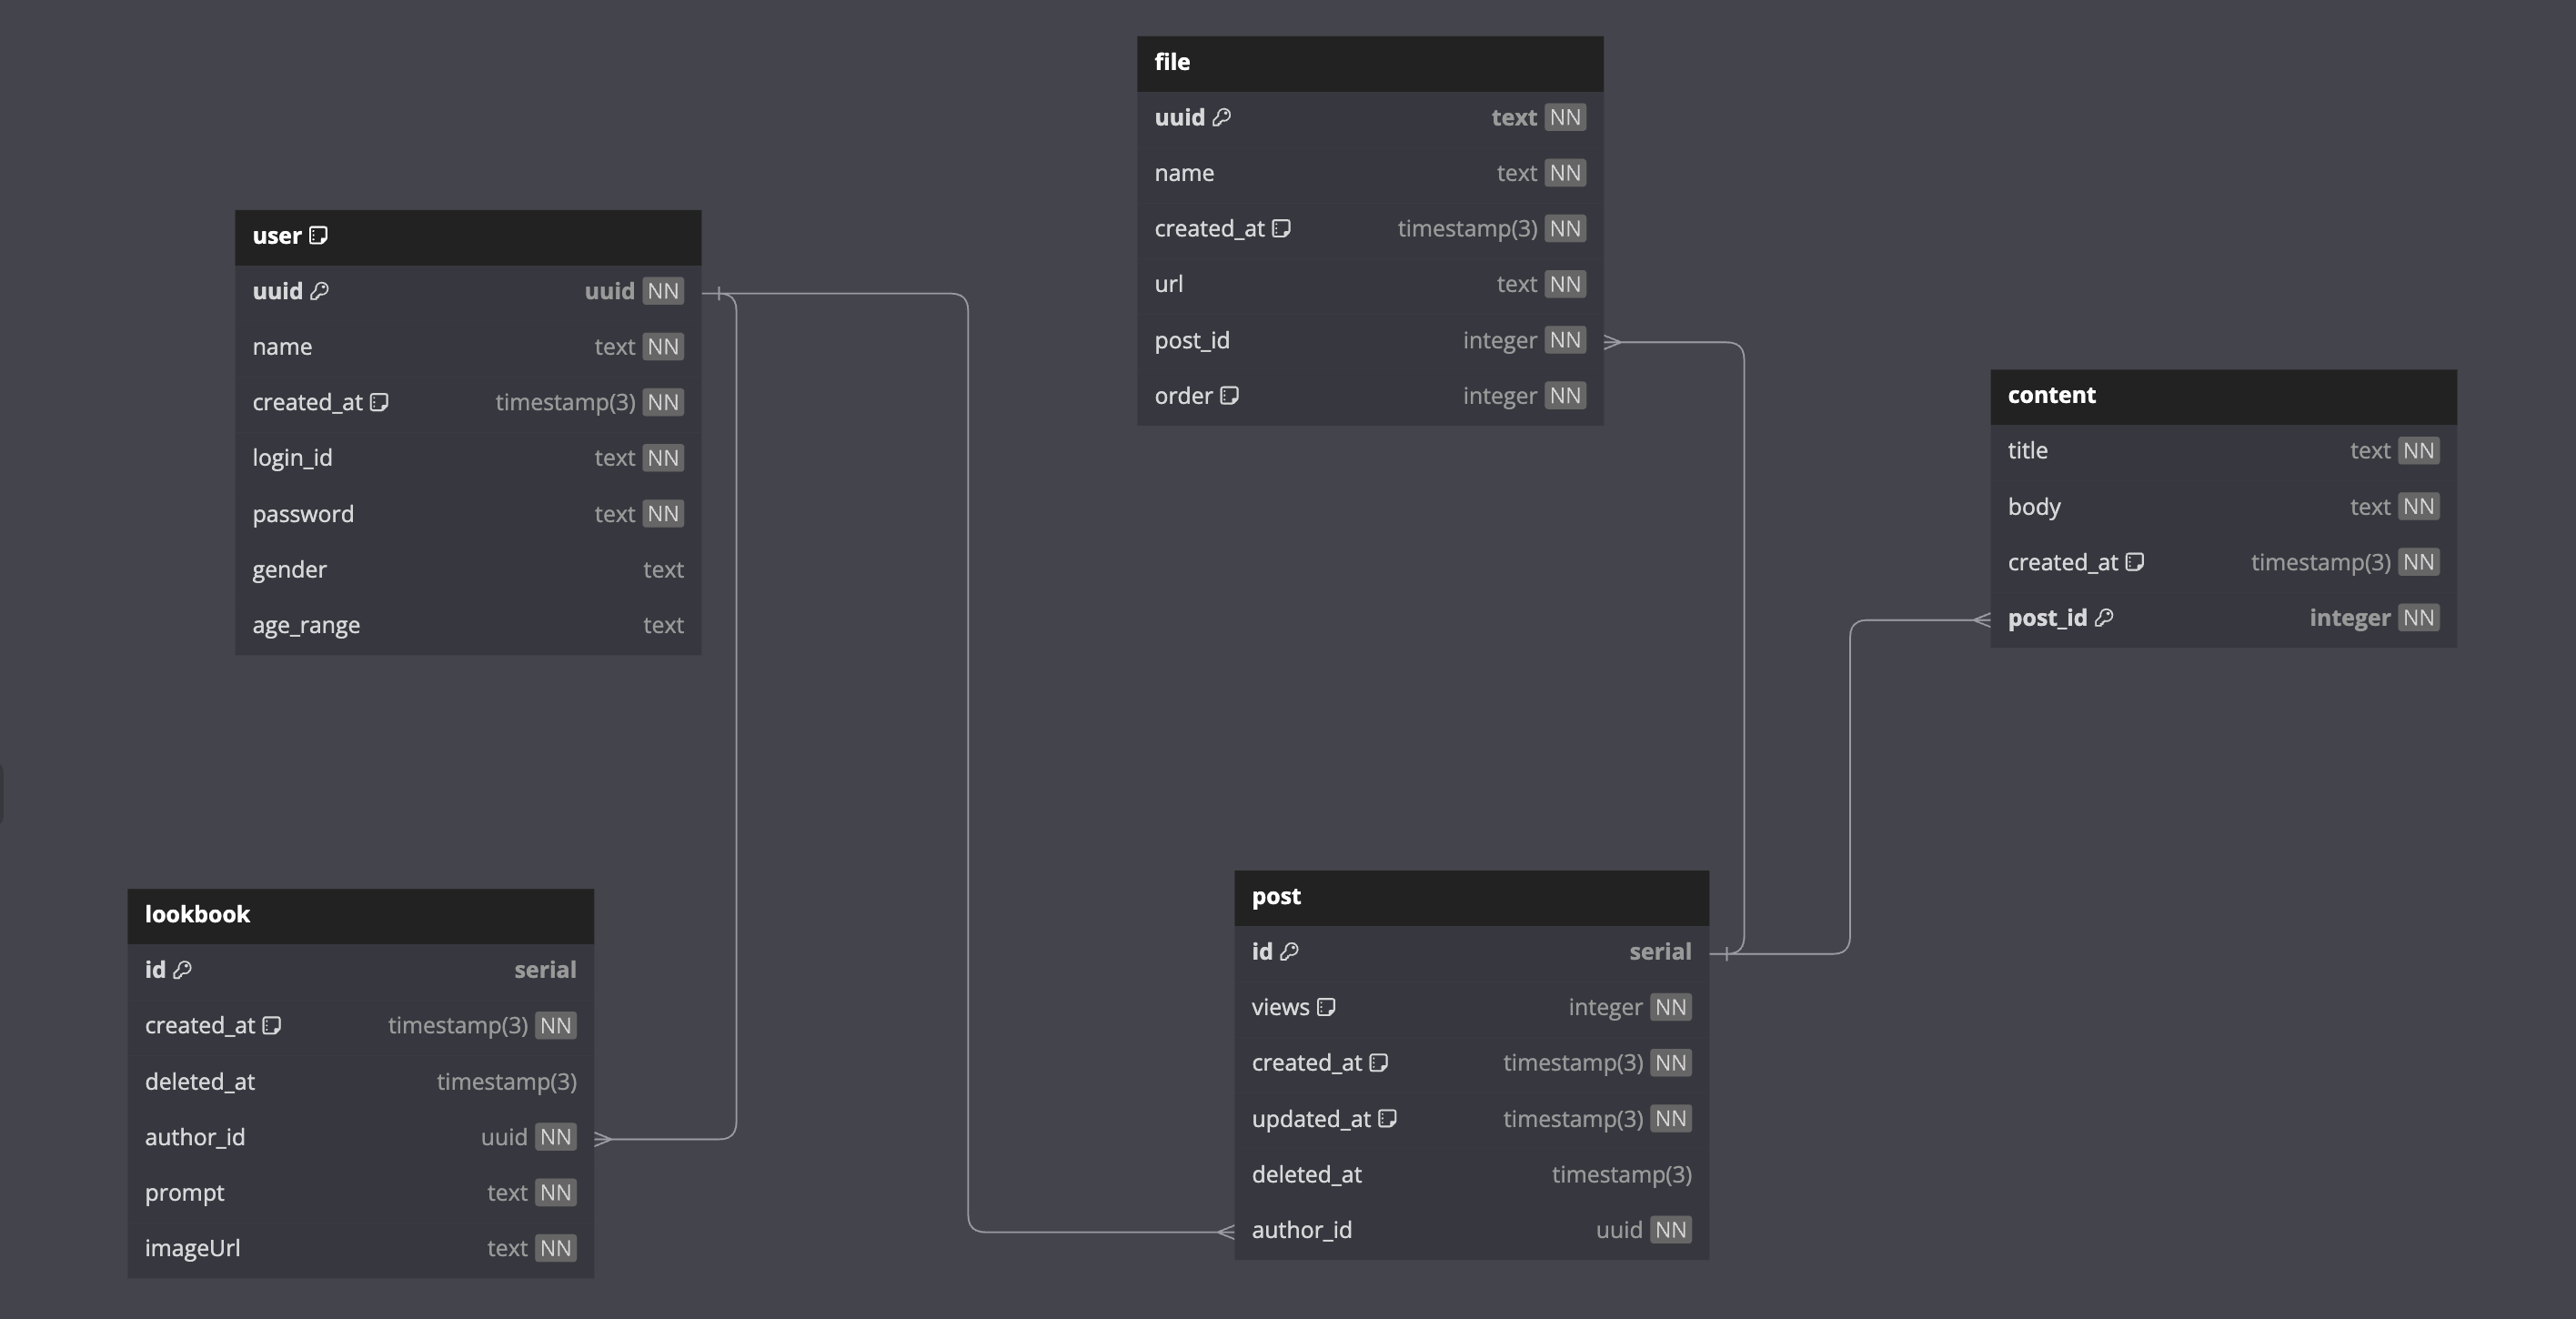 file
uuid text NN
name text NN
created_at timestamp(3) NN
url text NN
post_id integer NN
order integer NN
user
uuid uuid NN
name text NN
created_at timestamp(3) NN
login_id text NN
password text NN
gender text
age_range text
content
title text NN
body text NN
created_at timestamp(3) NN
post_id integer NN
lookbook
id serial
created_at timestamp(3) NN
deleted_at timestamp(3)
author_id uuid NN
prompt text NN
imageUrl text NN
post
id serial
views integer NN
created_at timestamp(3) NN
updated_at timestamp(3) NN
deleted_at timestamp(3)
author_id uuid NN